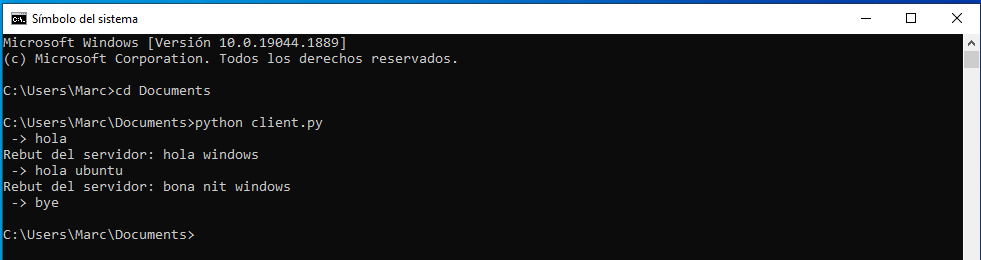 Símbolo del sistema
Microsoft Windows [Versión 10.0.19044.1889]
(c) Microsoft Corporation. Todos los derechos reservados.
C:\Users\Marc>cd Documents
C:\Users\Marc\Documents>python client.py
-> hola
Rebut del servidor: hola windows
-> hola ubuntu
Rebut del servidor: bona nit windows
-> bye
C:\Users\Marc\Documents>